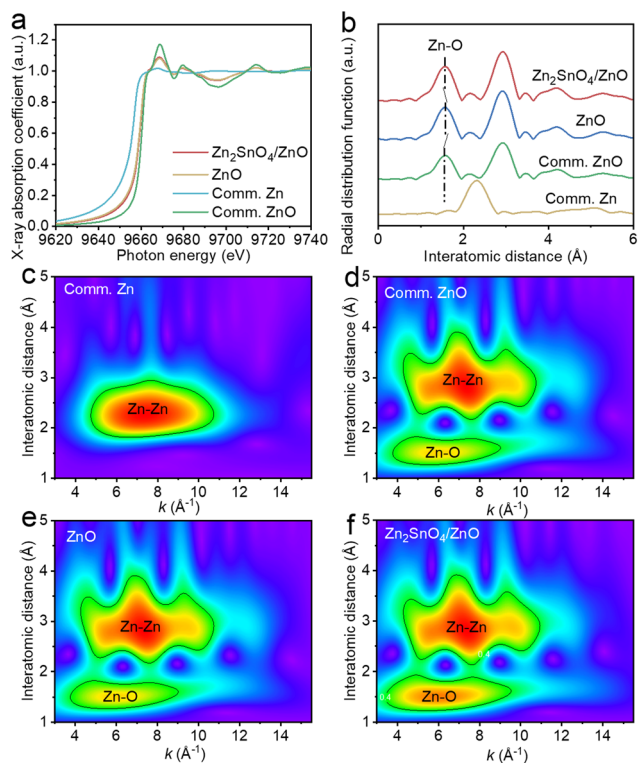 a
X-ray absorption coefficient (a.u.)
1.2
1.0
0.8
0.6
0.4
0.2
0.0
Zn₂SnO₄/ZnO
ZnO
Comm. Zn
Comm. ZnO
9620 9640 9660 9680 9700 9720 9740
Photon energy (eV)
b
Radial distribution function (a.u.)
Zn-O
Zn₂SnO₄/ZnO
ZnO
Comm. ZnO
Comm. Zn
0 2 4 6
Interatomic distance (Å)
c
Interatomic distance (Å)
5
4
3
2
1
Comm. Zn
Zn-Zn
4 6 8 10 12 14
k (Å⁻¹)
d
Interatomic distance (Å)
5
4
3
2
1
Comm. ZnO
Zn-Zn
Zn-O
4 6 8 10 12 14
k (Å⁻¹)
e
Interatomic distance (Å)
5
4
3
2
1
ZnO
Zn-Zn
Zn-O
4 6 8 10 12 14
k (Å⁻¹)
f
Interatomic distance (Å)
5
4
3
2
1
Zn₂SnO₄/ZnO
Zn-Zn
0.4
0.4
Zn-O
4 6 8 10 12 14
k (Å⁻¹)